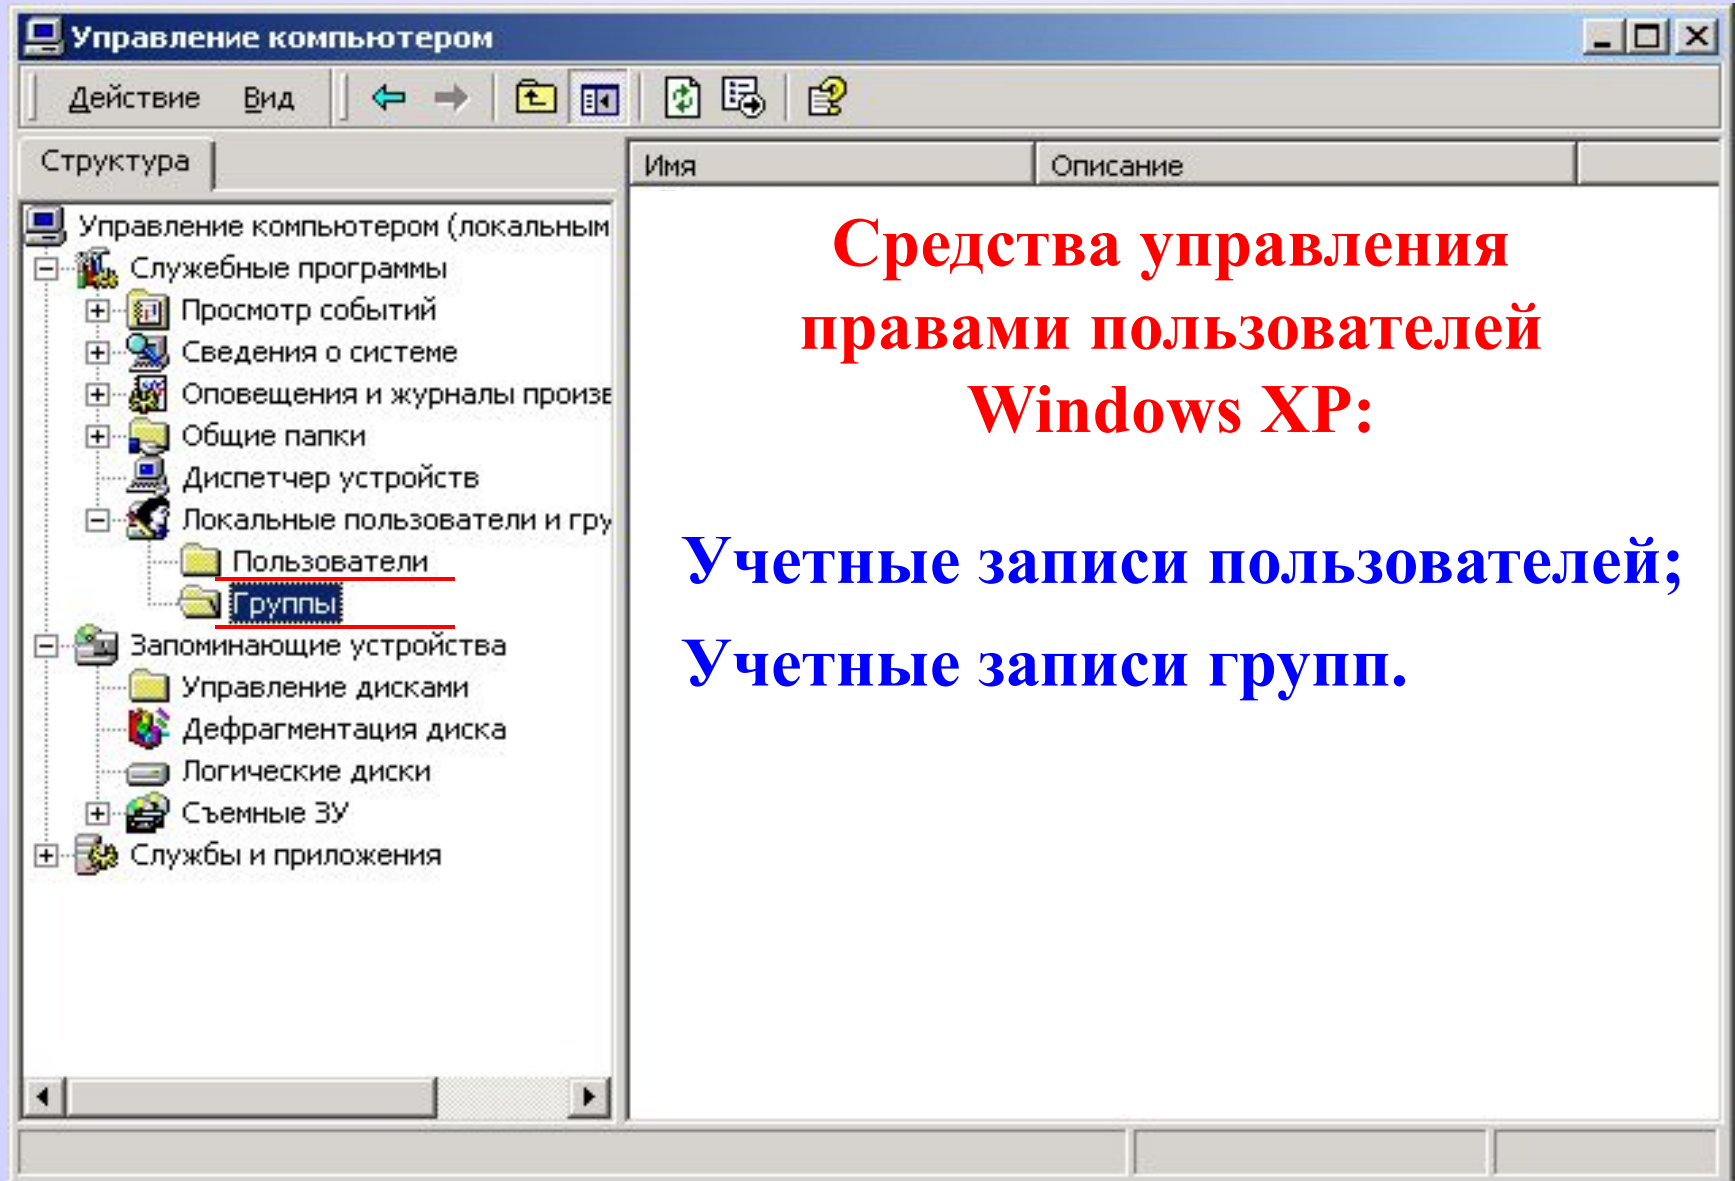 Управление компьютером
Действие Вид
Структура
Имя Описание
Управление компьютером (локальным
Служебные программы
Просмотр событий
Сведения о системе
Оповещения и журналы произв
Общие папки
Диспетчер устройств
Локальные пользователи и гру
Пользователи
Группы
Запоминающие устройства
Управление дисками
Дефрагментация диска
Логические диски
Съемные ЗУ
Службы и приложения
Средства управления
правами пользователей
Windows XP:
Учетные записи пользователей;
Учетные записи групп.